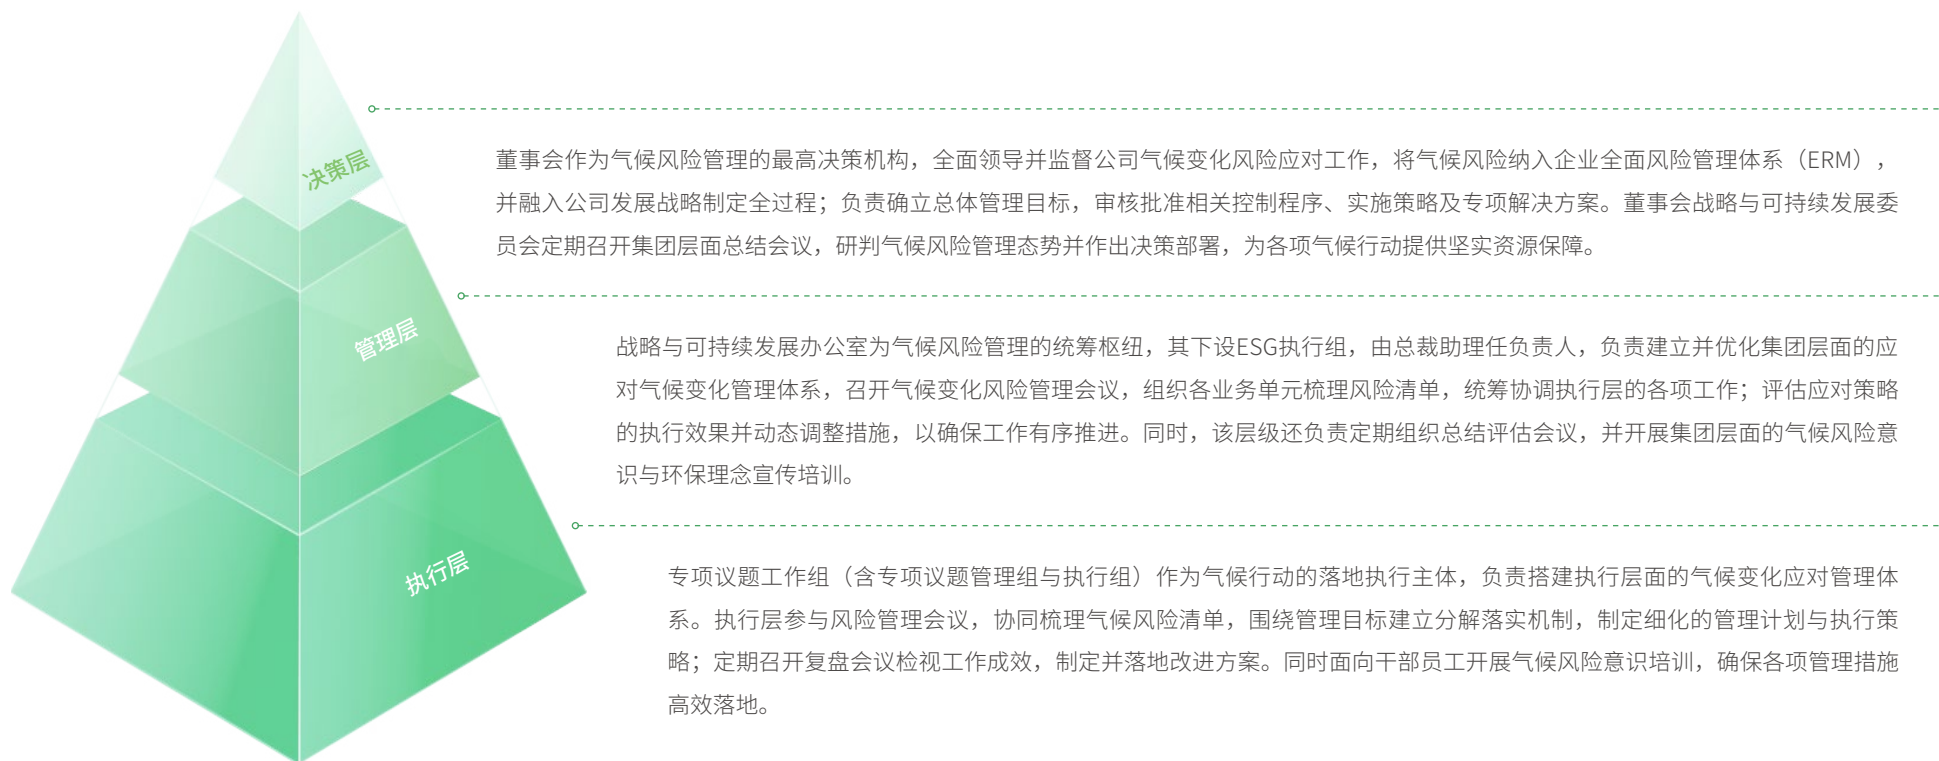 决策层
董事会作为气候风险管理的最高决策机构，全面领导并监督公司气候变化风险应对工作，将气候风险纳入企业全面风险管理体系（ERM），
并融入公司发展战略制定全过程；负责确立总体管理目标，审核批准相关控制程序、实施策略及专项解决方案。董事会战略与可持续发展委
员会定期召开集团层面总结会议，研判气候风险管理态势并作出决策部署，为各项气候行动提供坚实资源保障。
管理层
战略与可持续发展办公室为气候风险管理的统筹枢纽，其下设ESG执行组，由总裁助理任负责人，负责建立并优化集团层面的应
对气候变化管理体系，召开气候变化风险管理会议，组织各业务单元梳理风险清单，统筹协调执行层的各项工作；评估应对策略
的执行效果并动态调整措施，以确保工作有序推进。同时，该层级还负责定期组织总结评估会议，并开展集团层面的气候风险意
识与环保理念宣传培训。
执行层
专项议题工作组（含专项议题管理组与执行组）作为气候行动的落地执行主体，负责搭建执行层面的气候变化应对管理体
系。执行层参与风险管理会议，协同梳理气候风险清单，围绕管理目标建立分解落实机制，制定细化的管理计划与执行策
略；定期召开复盘会议检视工作成效，制定并落地改进方案。同时面向干部员工开展气候风险意识培训，确保各项管理措施
高效落地。